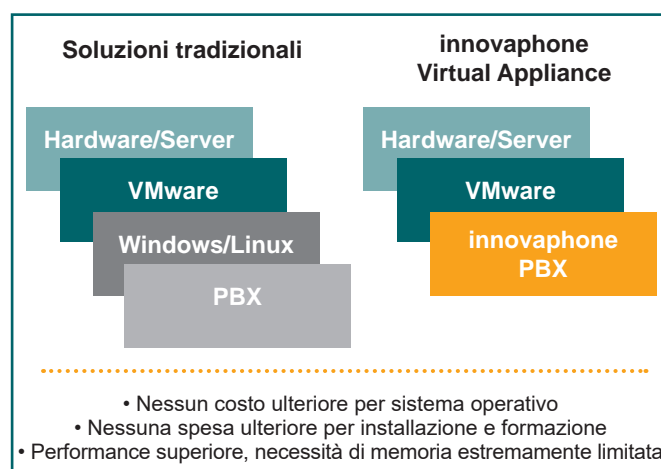 Soluzioni tradizionali
Hardware/Server
VMware
Windows/Linux
PBX
innovaphone
Virtual Appliance
Hardware/Server
VMware
innovaphone
PBX
• Nessun costo ulteriore per sistema operativo
• Nessuna spesa ulteriore per installazione e formazione
• Performance superiore, necessità di memoria estremamente limitata